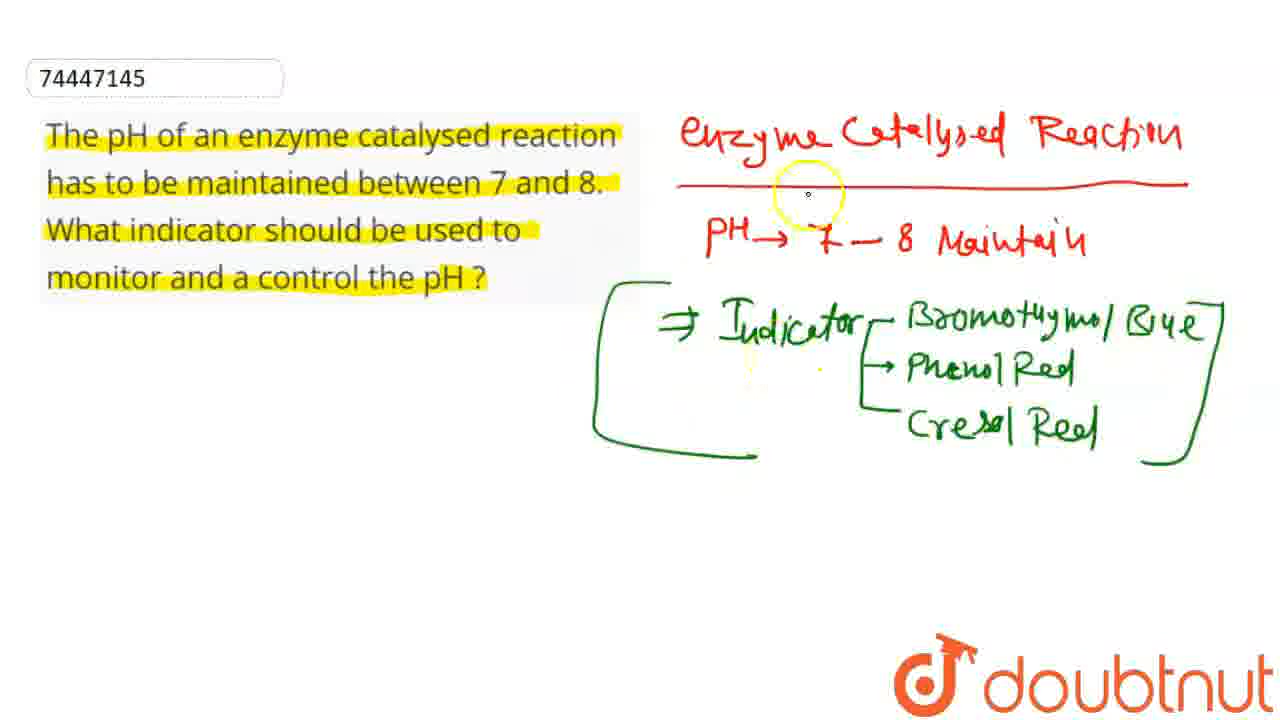 74447145
The pH of an enzyme catalysed reaction
has to be maintained between 7 and 8.
What indicator should be used to
monitor and a control the pH ?
Enzyme Catalysed Reaction
PH → 7 – 8 Maintain
⇒ Indicator – Bromothymol Blue
→ Phenol Red
Cresol Red
doubtnut